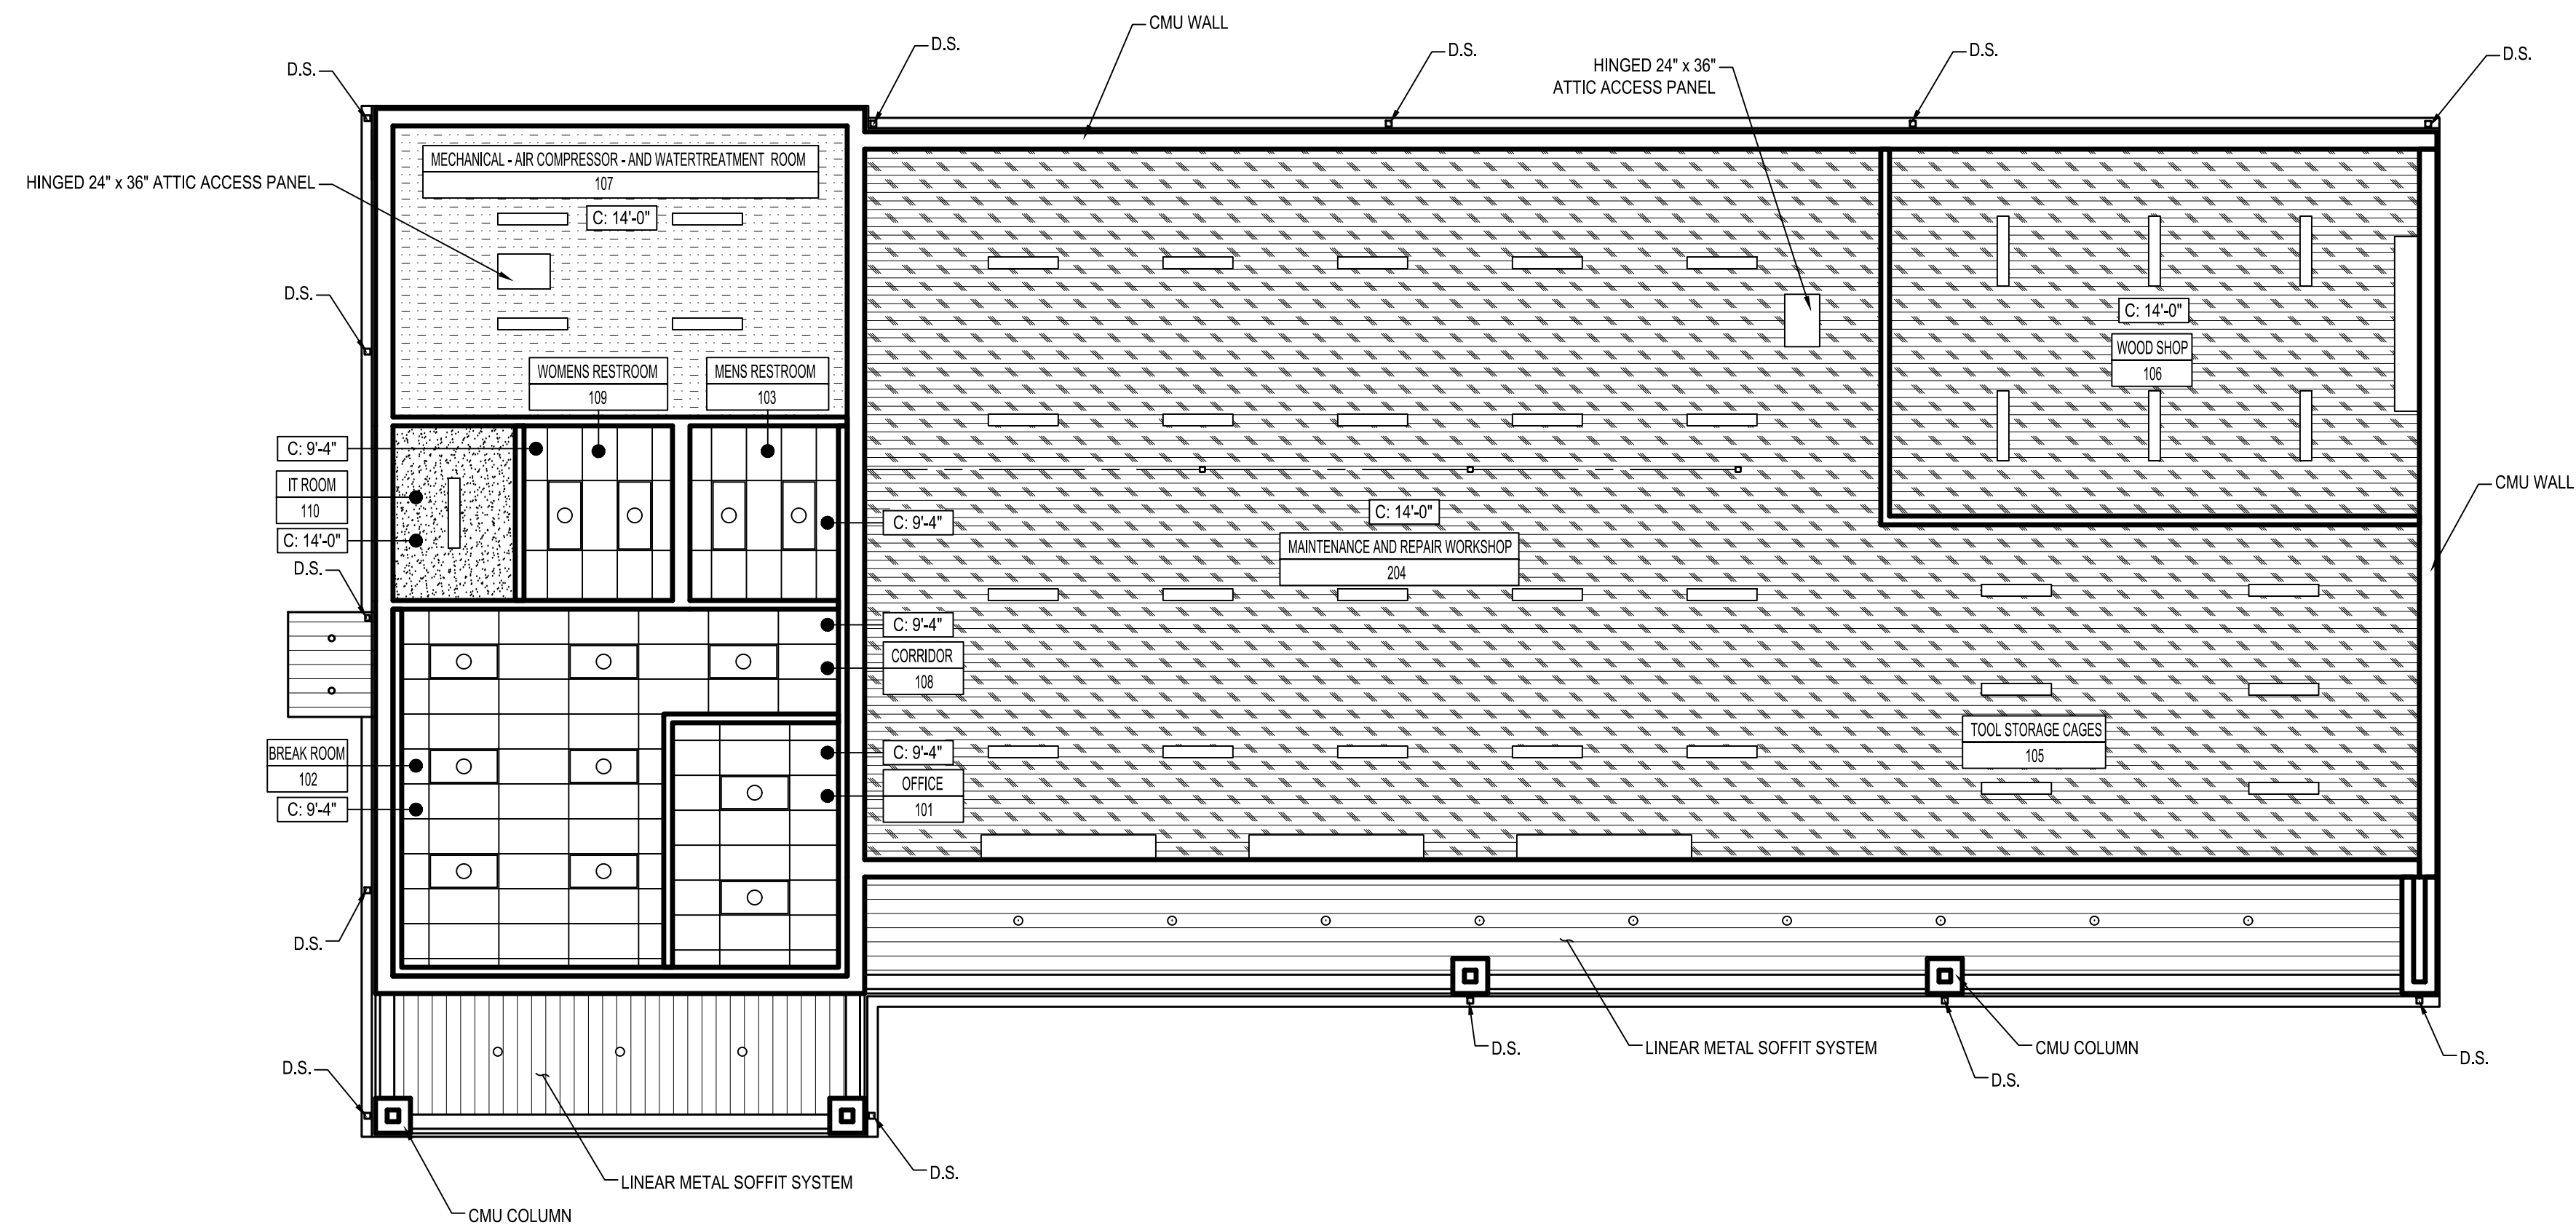 CMU WALL
D.S.
D.S.
D.S.
D.S.
D.S.
HINGED 24" x 36"
ATTIC ACCESS PANEL
MECHANICAL - AIR COMPRESSOR - AND WATERTREATMENT ROOM
107
HINGED 24" x 36" ATTIC ACCESS PANEL
C: 14'-0"
D.S.
C: 14'-0"
WOOD SHOP
106
WOMENS RESTROOM
109
MENS RESTROOM
103
C: 9'-4"
IT ROOM
110
C: 14'-0"
D.S.
C: 9'-4"
C: 14'-0"
MAINTENANCE AND REPAIR WORKSHOP
204
CMU WALL
C: 9'-4"
CORRIDOR
108
BREAK ROOM
102
C: 9'-4"
C: 9'-4"
OFFICE
101
TOOL STORAGE CAGES
105
D.S.
D.S.
D.S.
LINEAR METAL SOFFIT SYSTEM
CMU COLUMN
D.S.
D.S.
D.S.
LINEAR METAL SOFFIT SYSTEM
CMU COLUMN